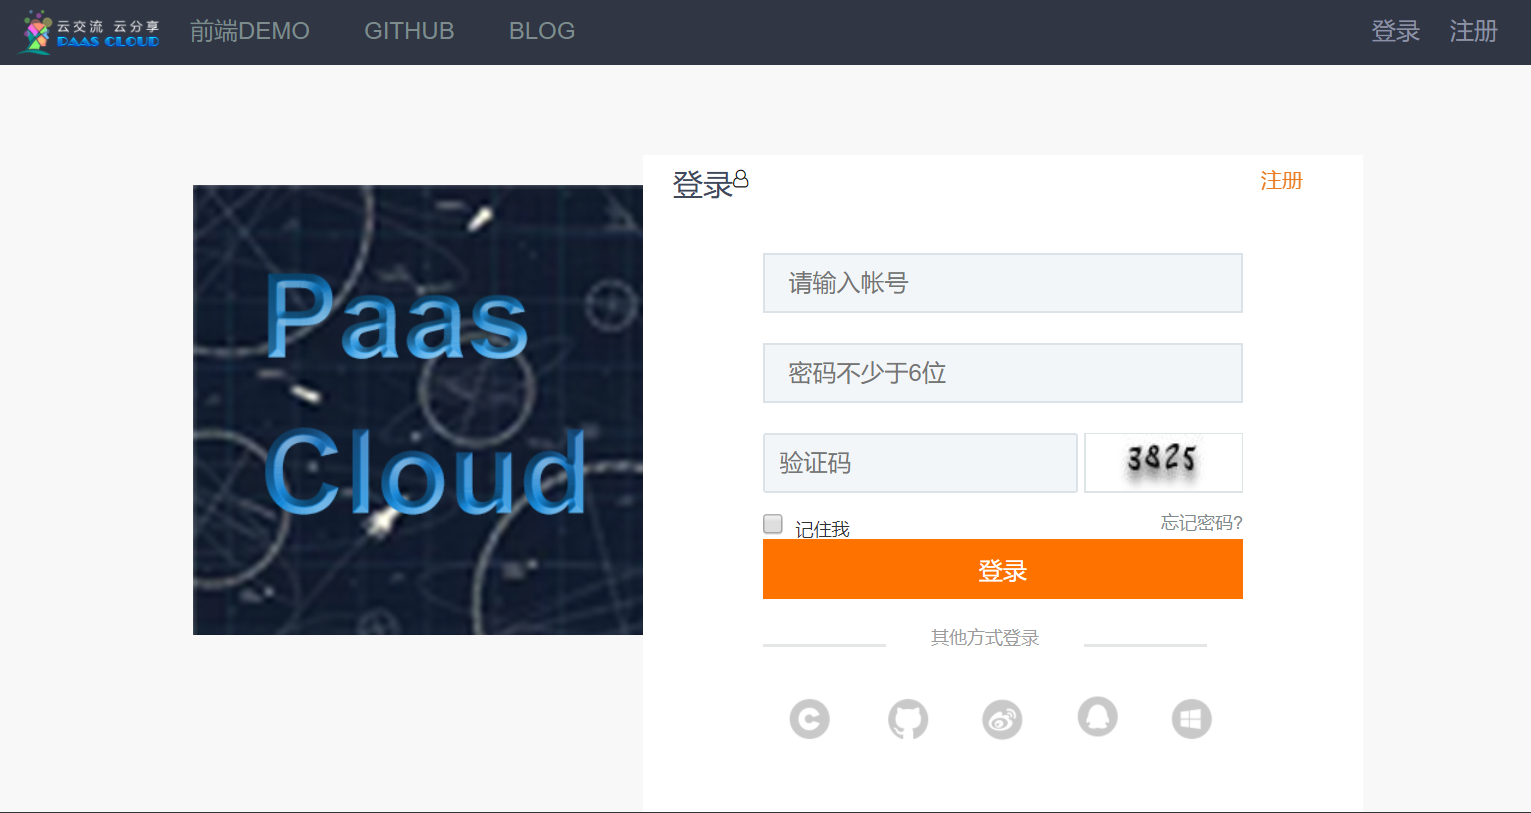 云交流 云分享
PAAS CLOUD
前端DEMO
GITHUB
BLOG
登录
注册
Paas
Cloud
登录
注册
请输入帐号
密码不少于6位
验证码
3825
记住我
忘记密码?
登录
其他方式登录